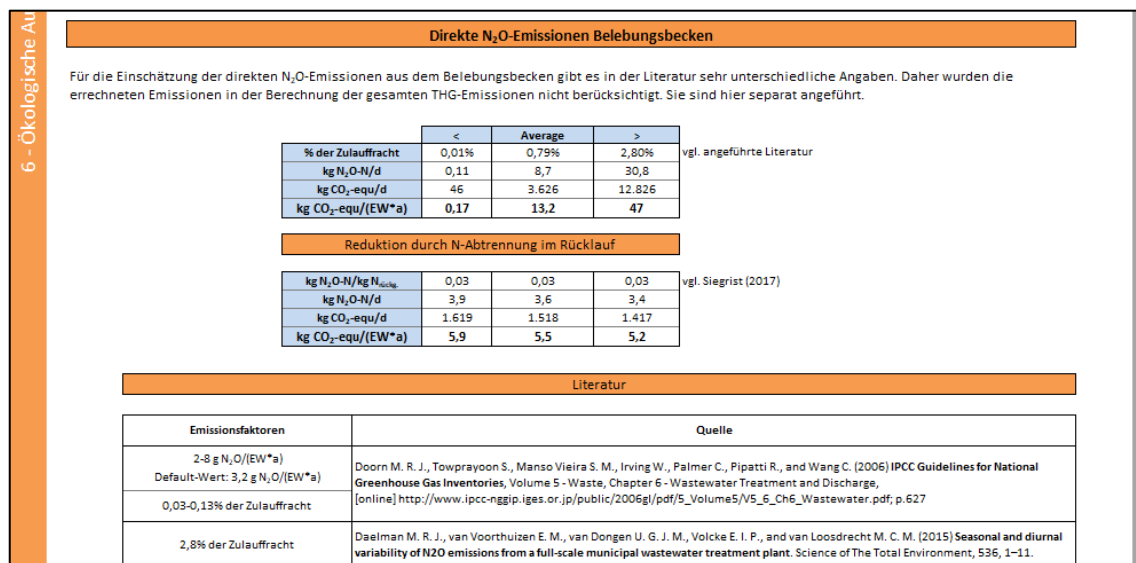 6 - Ökologische Au
Direkte N₂O-Emissionen Belebungsbecken
Für die Einschätzung der direkten N₂O-Emissionen aus dem Belebungsbecken gibt es in der Literatur sehr unterschiedliche Angaben. Daher wurden die
errechneten Emissionen in der Berechnung der gesamten THG-Emissionen nicht berücksichtigt. Sie sind hier separat angeführt.
< Average >
% der Zulauffracht 0,01% 0,79% 2,80% vgl. angeführte Literatur
kg N₂O-N/d 0,11 8,7 30,8
kg CO₂-equ/d 46 3.626 12.826
kg CO₂-equ/(EW*a) 0,17 13,2 47
Reduktion durch N-Abtrennung im Rücklauf
kg N₂O-N/kg Nrückg. 0,03 0,03 0,03 vgl. Siegrist (2017)
kg N₂O-N/d 3,9 3,6 3,4
kg CO₂-equ/d 1.619 1.518 1.417
kg CO₂-equ/(EW*a) 5,9 5,5 5,2
Literatur
Emissionsfaktoren Quelle
2-8 g N₂O/(EW*a)
Default-Wert: 3,2 g N₂O/(EW*a)
0,03-0,13% der Zulauffracht
Doorn M. R. J., Towprayoon S., Manso Vieira S. M., Irving W., Palmer C., Pipatti R., and Wang C. (2006) IPCC Guidelines for National
Greenhouse Gas Inventories, Volume 5 - Waste, Chapter 6 - Wastewater Treatment and Discharge,
[online] http://www.ipcc-nggip.iges.or.jp/public/2006gl/pdf/5_Volume5/V5_6_Ch6_Wastewater.pdf; p.627
2,8% der Zulauffracht
Daelman M. R. J., van Voorthuizen E. M., van Dongen U. G. J. M., Volcke E. I. P., and van Loosdrecht M. C. M. (2015) Seasonal and diurnal
variability of N2O emissions from a full-scale municipal wastewater treatment plant. Science of The Total Environment, 536, 1–11.